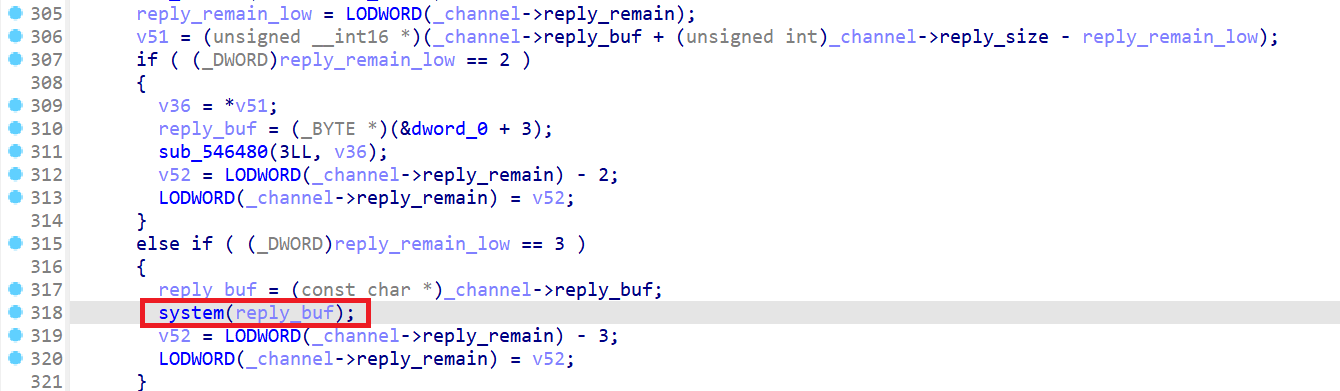 305 reply_remain_low = LODWORD(_channel->reply_remain);
306 v51 = (unsigned __int16 *)(_channel->reply_buf + (unsigned int)_channel->reply_size - reply_remain_low);
307 if ( (_DWORD)reply_remain_low == 2 )
308 {
309 v36 = *v51;
310 reply_buf = (_BYTE *)(&dword_0 + 3);
311 sub_546480(3LL, v36);
312 v52 = LODWORD(_channel->reply_remain) - 2;
313 LODWORD(_channel->reply_remain) = v52;
314 }
315 else if ( (_DWORD)reply_remain_low == 3 )
316 {
317 reply_buf = (const char *)_channel->reply_buf;
318 system(reply_buf);
319 v52 = LODWORD(_channel->reply_remain) - 3;
320 LODWORD(_channel->reply_remain) = v52;
321 }